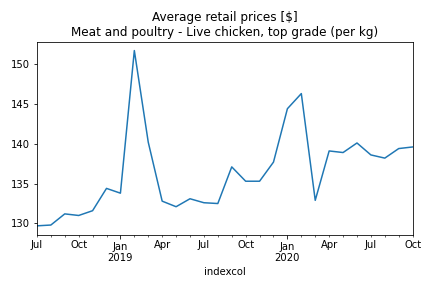 Average retail prices [$]
Meat and poultry - Live chicken, top grade (per kg)
150
145
140
135
130
Jul Oct Jan Apr Jul Oct Jan Apr Jul Oct
2019 2020
indexcol